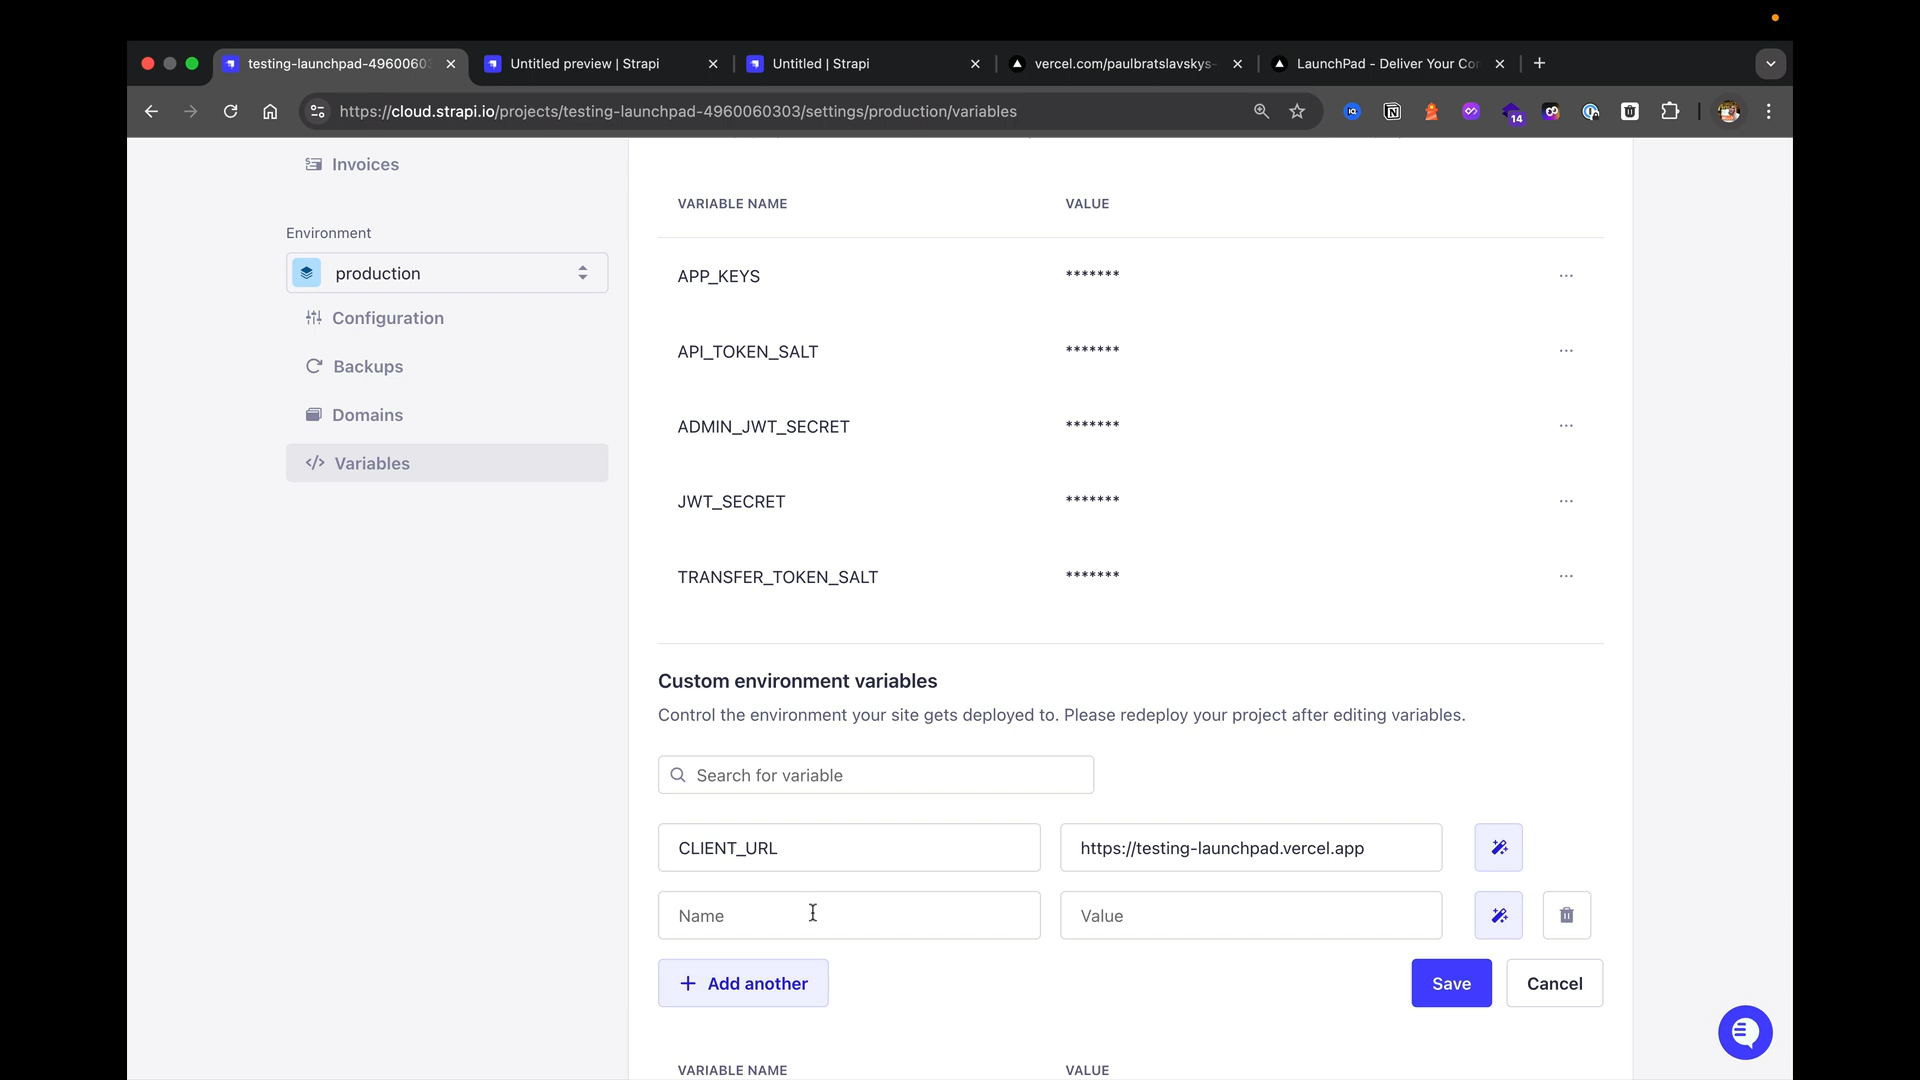 testing-launchpad-49600603
Untitled preview | Strapi
Untitled | Strapi
vercel.com/paulbratslavskys-
LaunchPad - Deliver Your Con
https://cloud.strapi.io/projects/testing-launchpad-4960060303/settings/production/variables
14
Invoices
Environment
production
Configuration
Backups
Domains
Variables
VARIABLE NAME VALUE
APP_KEYS *******
API_TOKEN_SALT *******
ADMIN_JWT_SECRET *******
JWT_SECRET *******
TRANSFER_TOKEN_SALT *******
Custom environment variables
Control the environment your site gets deployed to. Please redeploy your project after editing variables.
Search for variable
CLIENT_URL https://testing-launchpad.vercel.app
Name Value
+ Add another Save Cancel
VARIABLE NAME VALUE